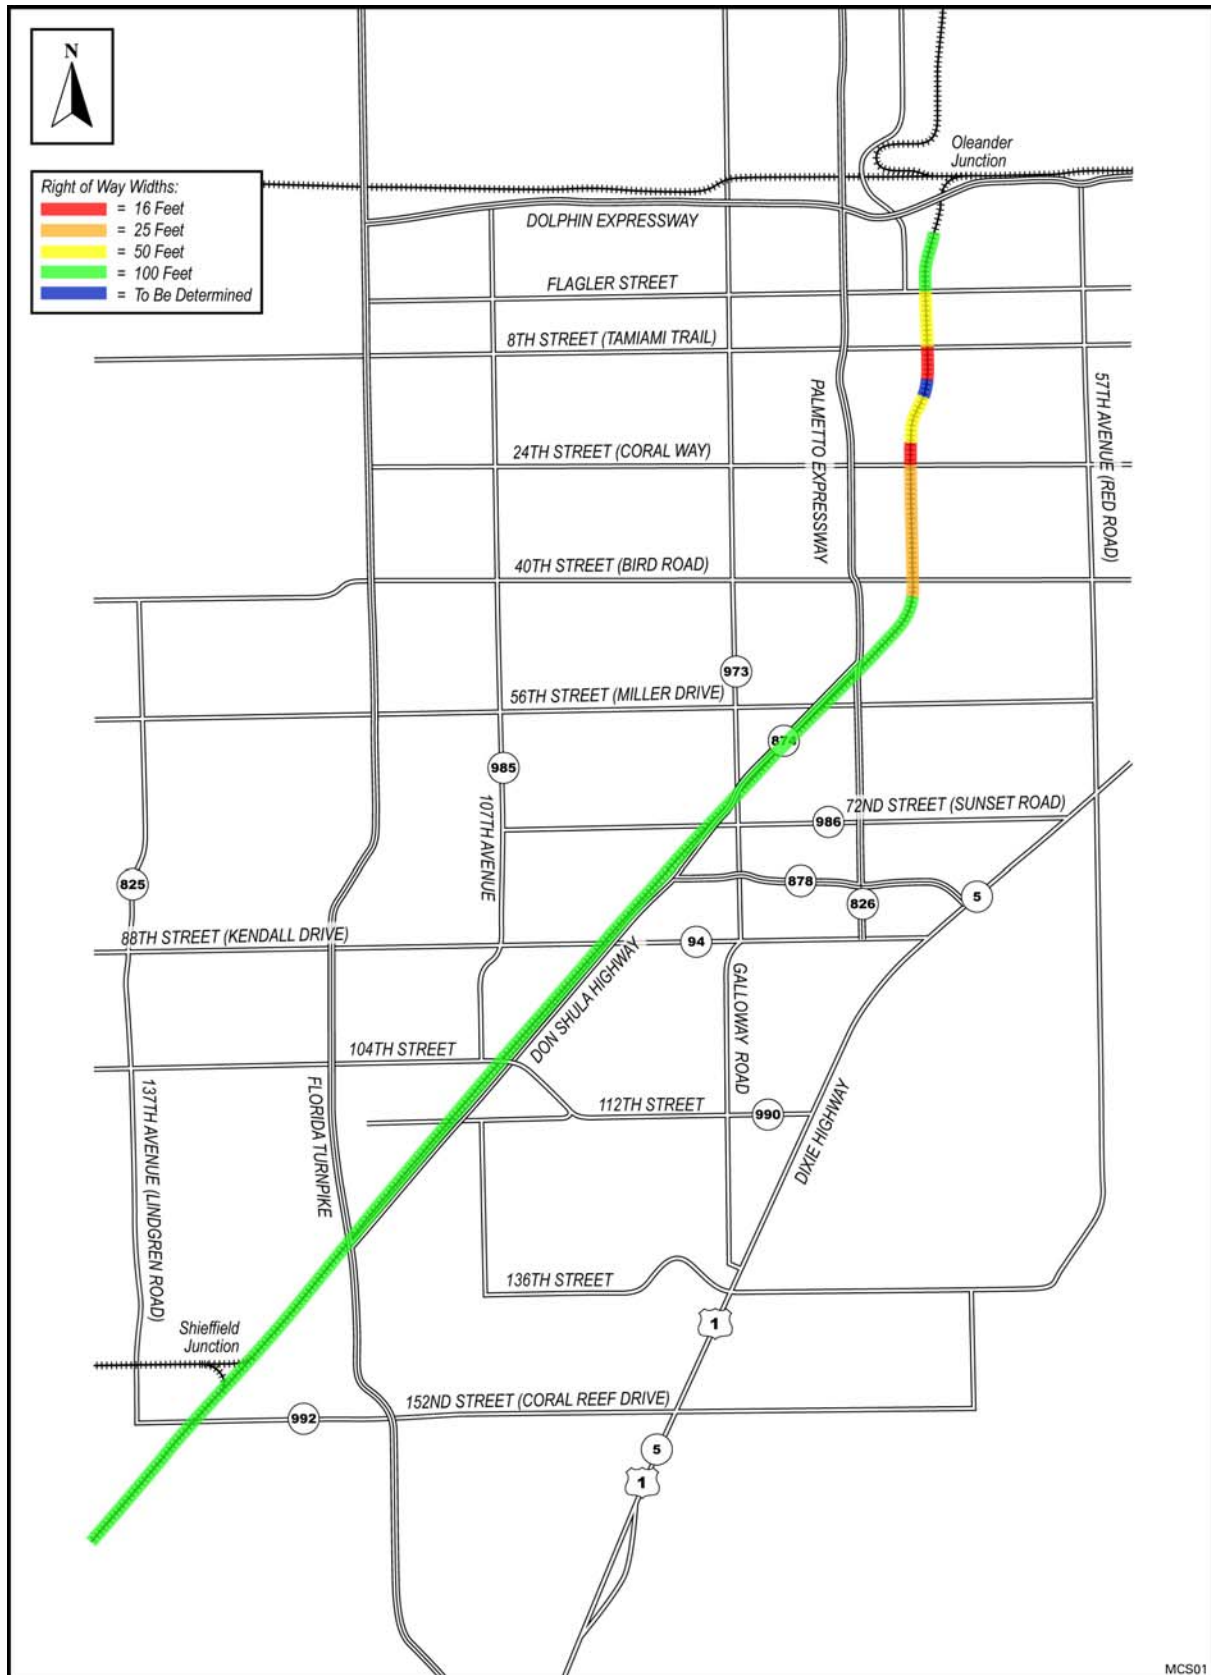 N
Oleander
Junction
Right of Way Widths:
= 16 Feet
= 25 Feet
= 50 Feet
= 100 Feet
= To Be Determined
DOLPHIN EXPRESSWAY
FLAGLER STREET
8TH STREET (TAMIAMI TRAIL)
PALMETTO EXPRESSWAY
57TH AVENUE (RED ROAD)
24TH STREET (CORAL WAY)
40TH STREET (BIRD ROAD)
973
56TH STREET (MILLER DRIVE)
874
985
107TH AVENUE
72ND STREET (SUNSET ROAD)
986
825
878
826
5
88TH STREET (KENDALL DRIVE)
94
DON SHULA HIGHWAY
GALLOWAY ROAD
104TH STREET
137TH AVENUE (LINDGREN ROAD)
FLORIDA TURNPIKE
112TH STREET
990
DIXIE HIGHWAY
136TH STREET
Shieffield
Junction
1
152ND STREET (CORAL REEF DRIVE)
992
5
1
MCS01